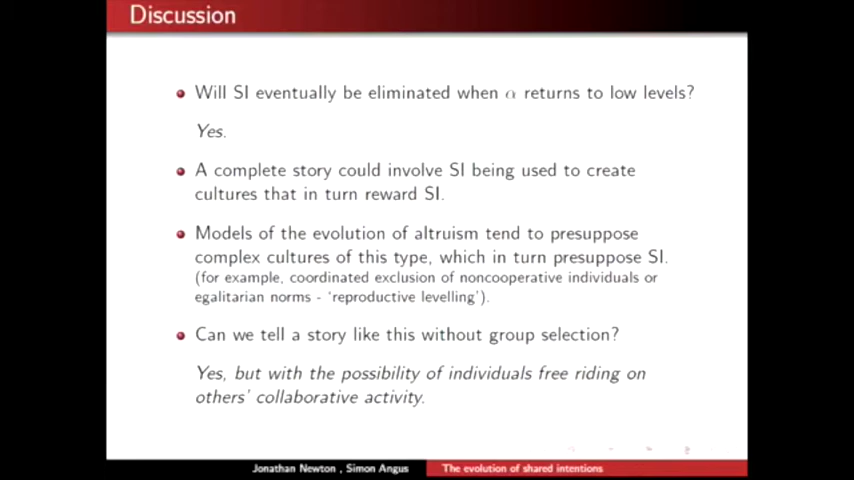 Discussion
Will SI eventually be eliminated when α returns to low levels?
Yes.
A complete story could involve SI being used to create
cultures that in turn reward SI.
Models of the evolution of altruism tend to presuppose
complex cultures of this type, which in turn presuppose SI.
(for example, coordinated exclusion of noncooperative individuals or
egalitarian norms - ‘reproductive levelling’).
Can we tell a story like this without group selection?
Yes, but with the possibility of individuals free riding on
others’ collaborative activity.
Jonathan Newton , Simon Angus The evolution of shared intentions